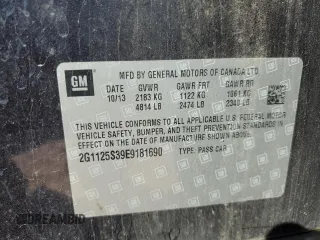 GM
MFD BY GENERAL MOTORS OF CANADA LTD
DATE GVWR GAWR FRT GAWR RR
10/13 2183 KG 1122 KG 1061 KG
4814 LB 2474 LB 2340 LB
THIS VEHICLE CONFORMS TO ALL APPLICABLE U.S. FEDERAL MOTOR
VEHICLE SAFETY, BUMPER, AND THEFT PREVENTION STANDARDS IN
EFFECT ON THE DATE OF MANUFACTURE SHOWN ABOVE.
2G1125S39E9181690 TYPE: PASS CAR
AUTOBIDMASTER